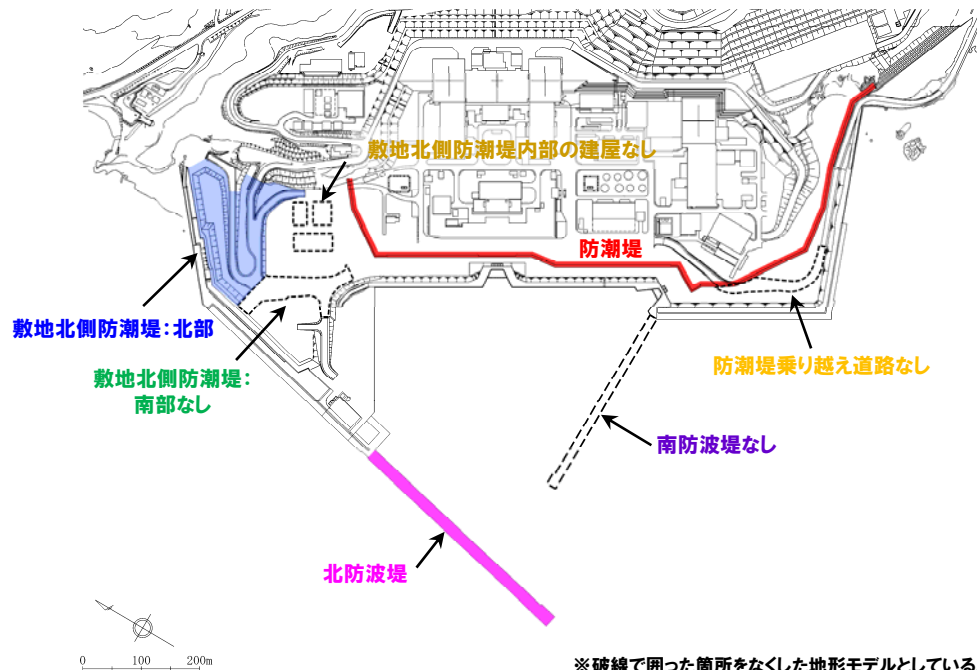 敷地北側防潮堤内部の建屋なし
防潮堤
敷地北側防潮堤：北部
敷地北側防潮堤：
南部なし
防潮堤乗り越え道路なし
南防波堤なし
北防波堤
0 100 200m
※破線で囲った箇所をなくした地形モデルとしている